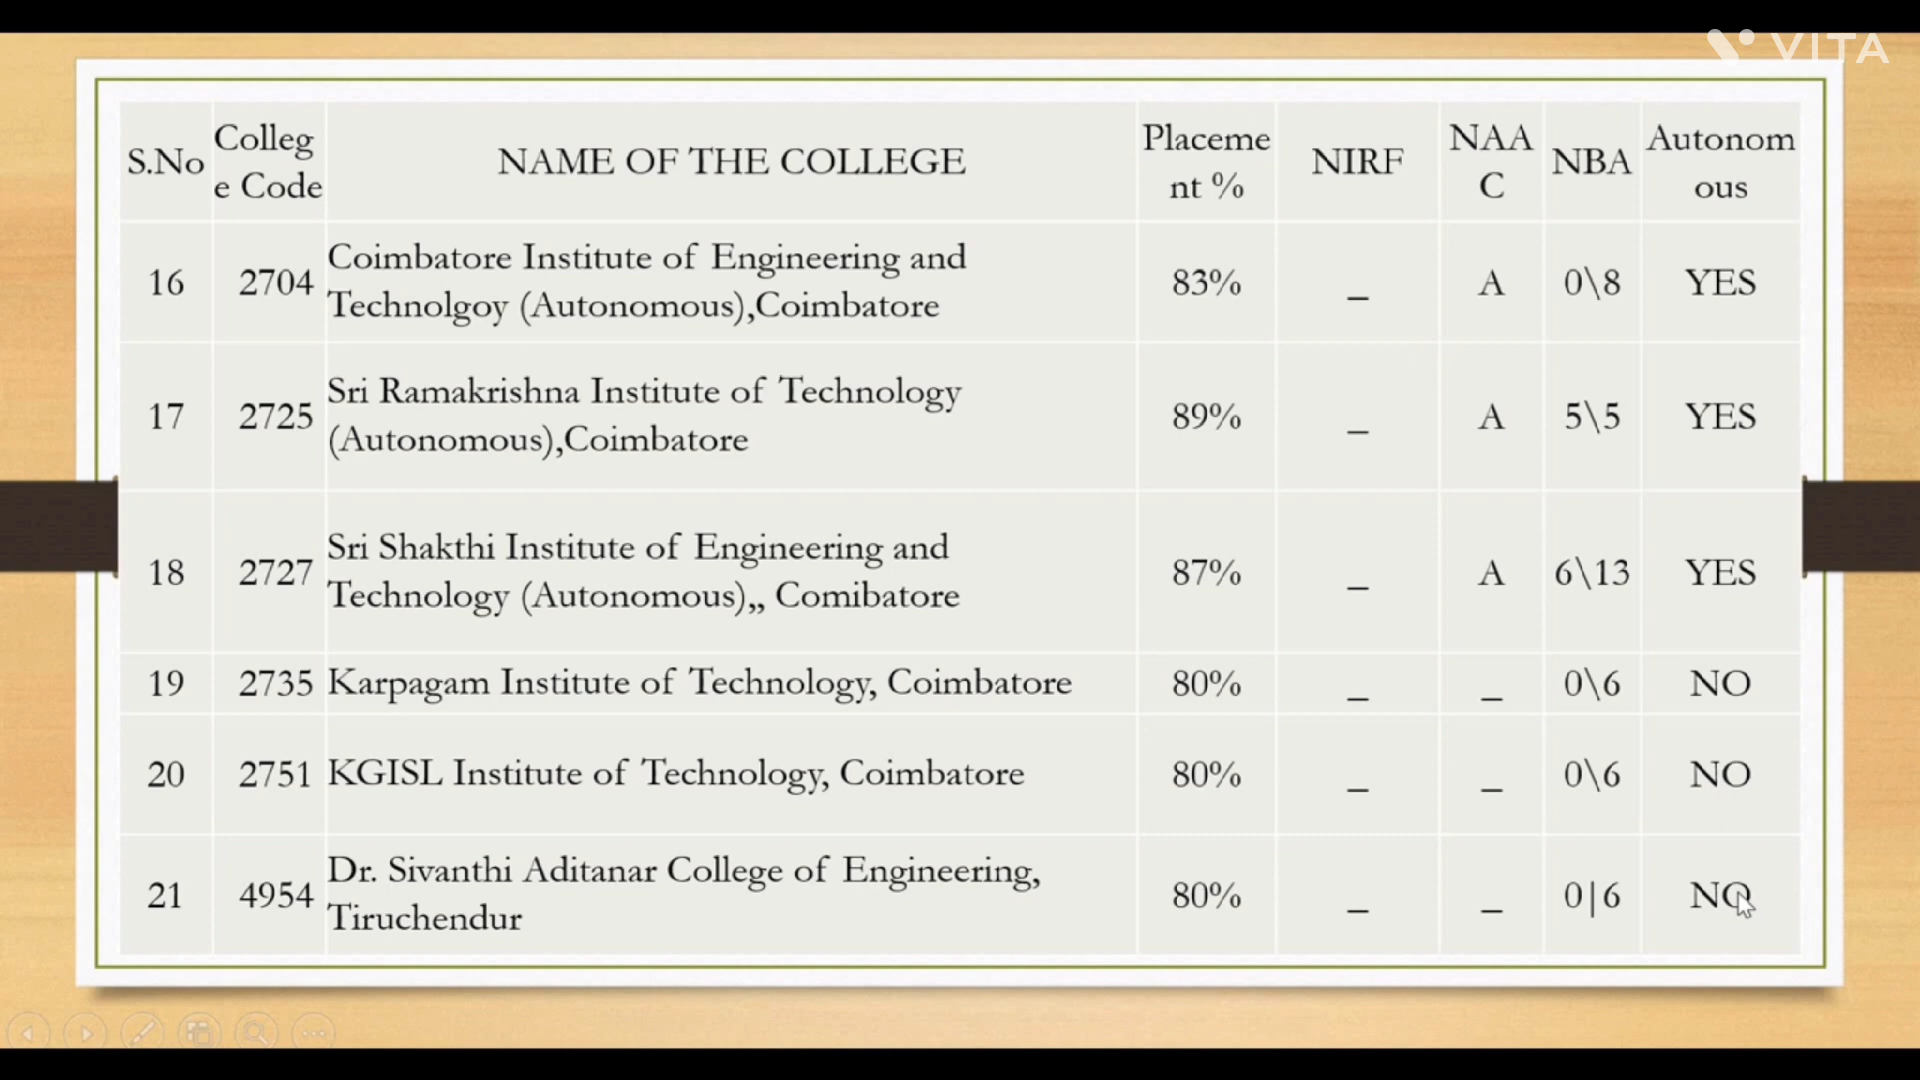 VITA
S.No Colleg NAME OF THE COLLEGE Placeme NIRF NAA NBA Autonom
e Code nt % C ous
16 2704 Coimbatore Institute of Engineering and 83% _ A 0\8 YES
Technolgoy (Autonomous),Coimbatore
17 2725 Sri Ramakrishna Institute of Technology 89% _ A 5\5 YES
(Autonomous),Coimbatore
18 2727 Sri Shakthi Institute of Engineering and 87% _ A 6\13 YES
Technology (Autonomous),, Comibatore
19 2735 Karpagam Institute of Technology, Coimbatore 80% _ _ 0\6 NO
20 2751 KGISL Institute of Technology, Coimbatore 80% _ _ 0\6 NO
21 4954 Dr. Sivanthi Aditanar College of Engineering, 80% _ _ 0|6 NO
Tiruchendur